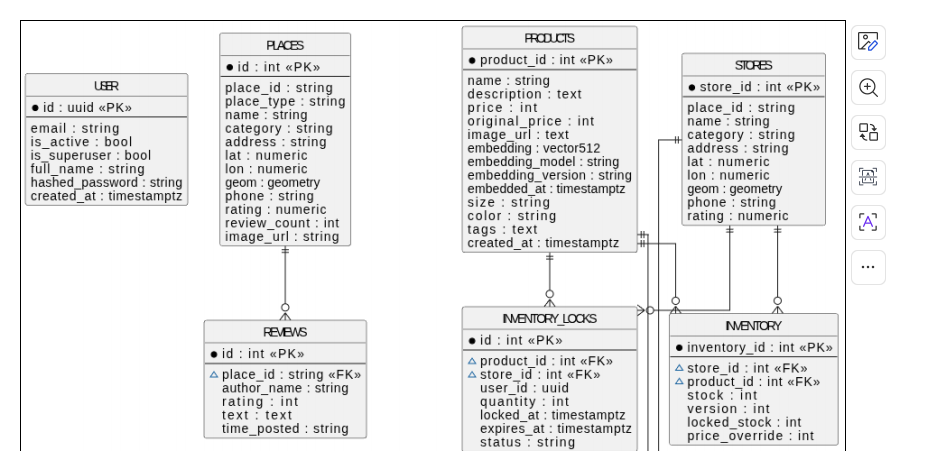 USER
id : uuid «PK»
email : string
is_active : bool
is_superuser : bool
full_name : string
hashed_password : string
created_at : timestamptz
PLACES
id : int «PK»
place_id : string
place_type : string
name : string
category : string
address : string
lat : numeric
lon : numeric
geom : geometry
phone : string
rating : numeric
review_count : int
image_url : string
PRODUCTS
product_id : int «PK»
name : string
description : text
price : int
original_price : int
image_url : text
embedding : vector512
embedding_model : string
embedding_version : string
embedded_at : timestamptz
size : string
color : string
tags : text
created_at : timestamptz
STORES
store_id : int «PK»
place_id : string
name : string
category : string
address : string
lat : numeric
lon : numeric
geom : geometry
phone : string
rating : numeric
REVIEWS
id : int «PK»
place_id : string «FK»
author_name : string
rating : int
text : text
time_posted : string
INVENTORY_LOCKS
id : int «PK»
product_id : int «FK»
store_id : int «FK»
user_id : uuid
quantity : int
locked_at : timestamptz
expires_at : timestamptz
status : string
INVENTORY
inventory_id : int «PK»
store_id : int «FK»
product_id : int «FK»
stock : int
version : int
locked_stock : int
price_override : int